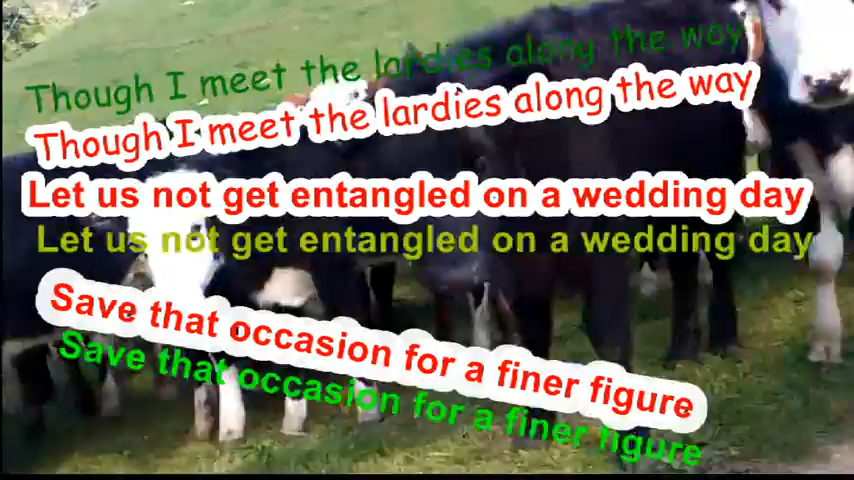 Though I meet the lardies along the way
Though I meet the lardies along the way
Let us not get entangled on a wedding day
Let us not get entangled on a wedding day
Save that occasion for a finer figure
Save that occasion for a finer figure